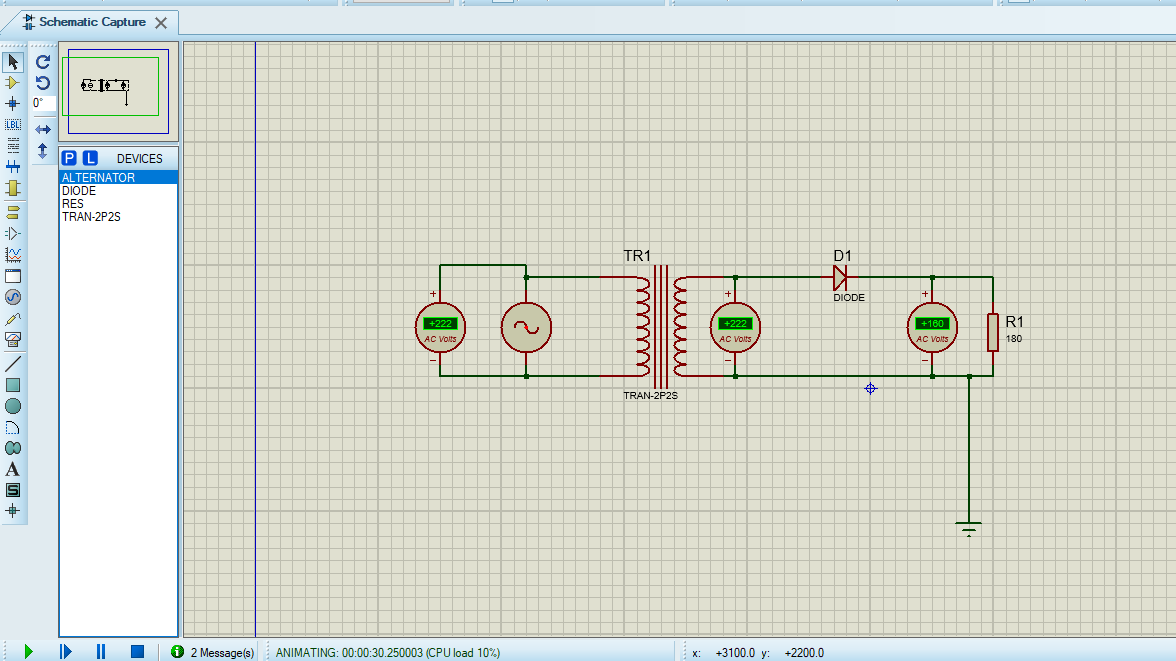 Schematic Capture
0°
LBL
P L DEVICES
ALTERNATOR
DIODE
RES
TRAN-2P2S
A
S
TR1
TRAN-2P2S
D1
DIODE
R1
180
+
+222
AC Volts
−
+
+222
AC Volts
−
+
+160
AC Volts
−
2 Message(s)
ANIMATING: 00:00:30.250003 (CPU load 10%)
x: +3100.0 y: +2200.0